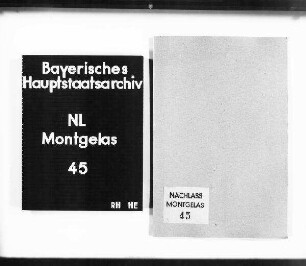 Bayerisches
Hauptstaatsarchiv
NL
Montgelas
45
RH HE
NACHLASS
MONTGELAS
45